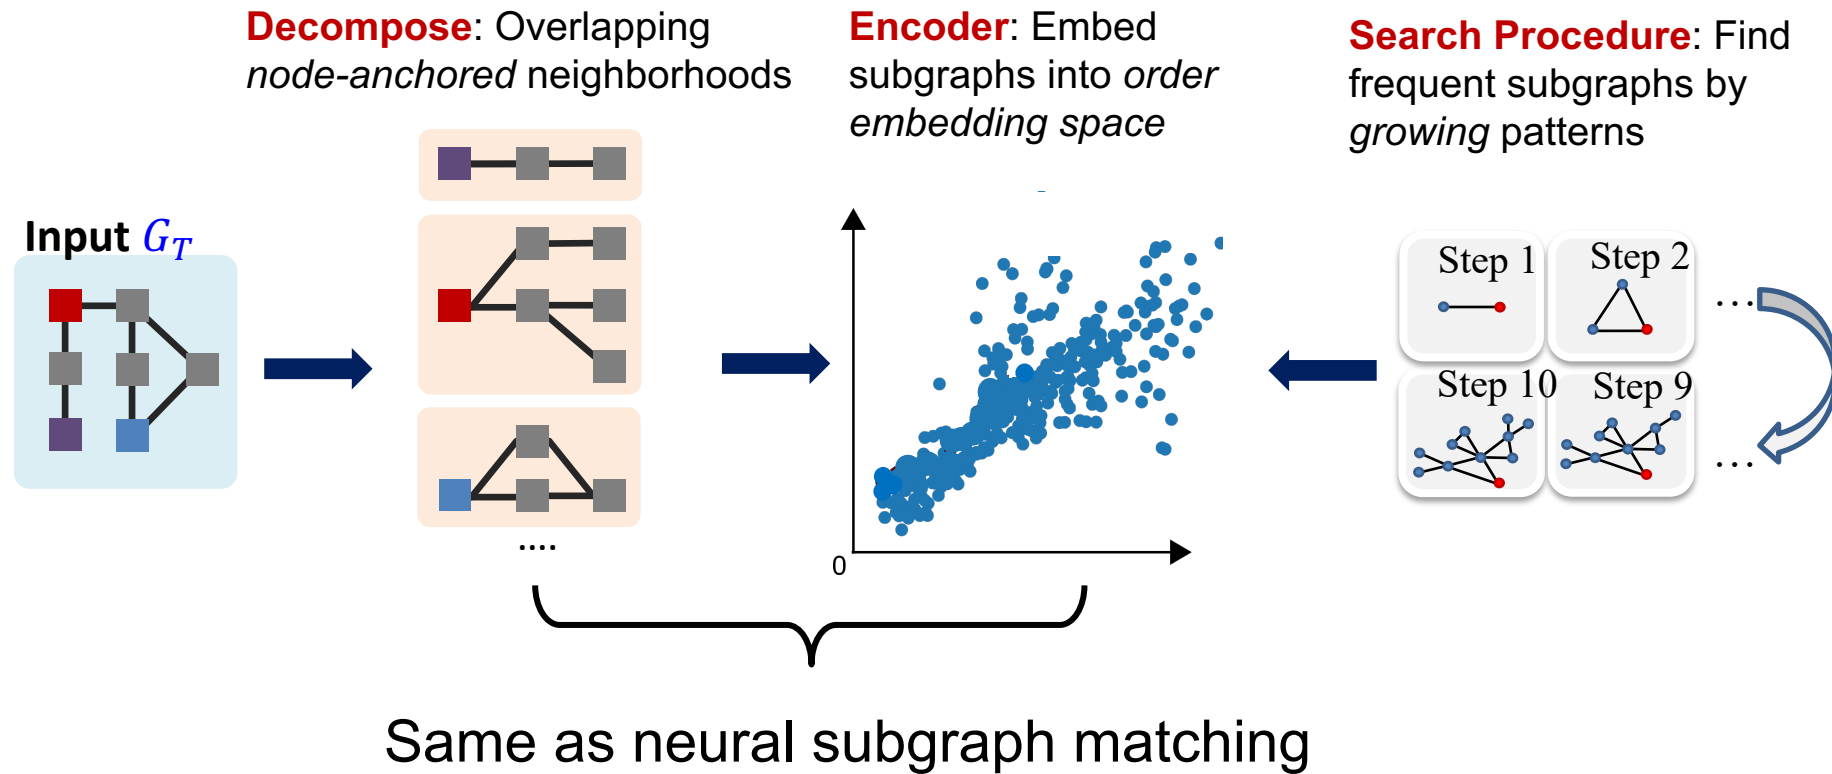 Decompose: Overlapping
node-anchored neighborhoods
Encoder: Embed
subgraphs into order
embedding space
Search Procedure: Find
frequent subgraphs by
growing patterns
Input G_T
Step 1
Step 2
...
Step 10
Step 9
...
....
0
Same as neural subgraph matching